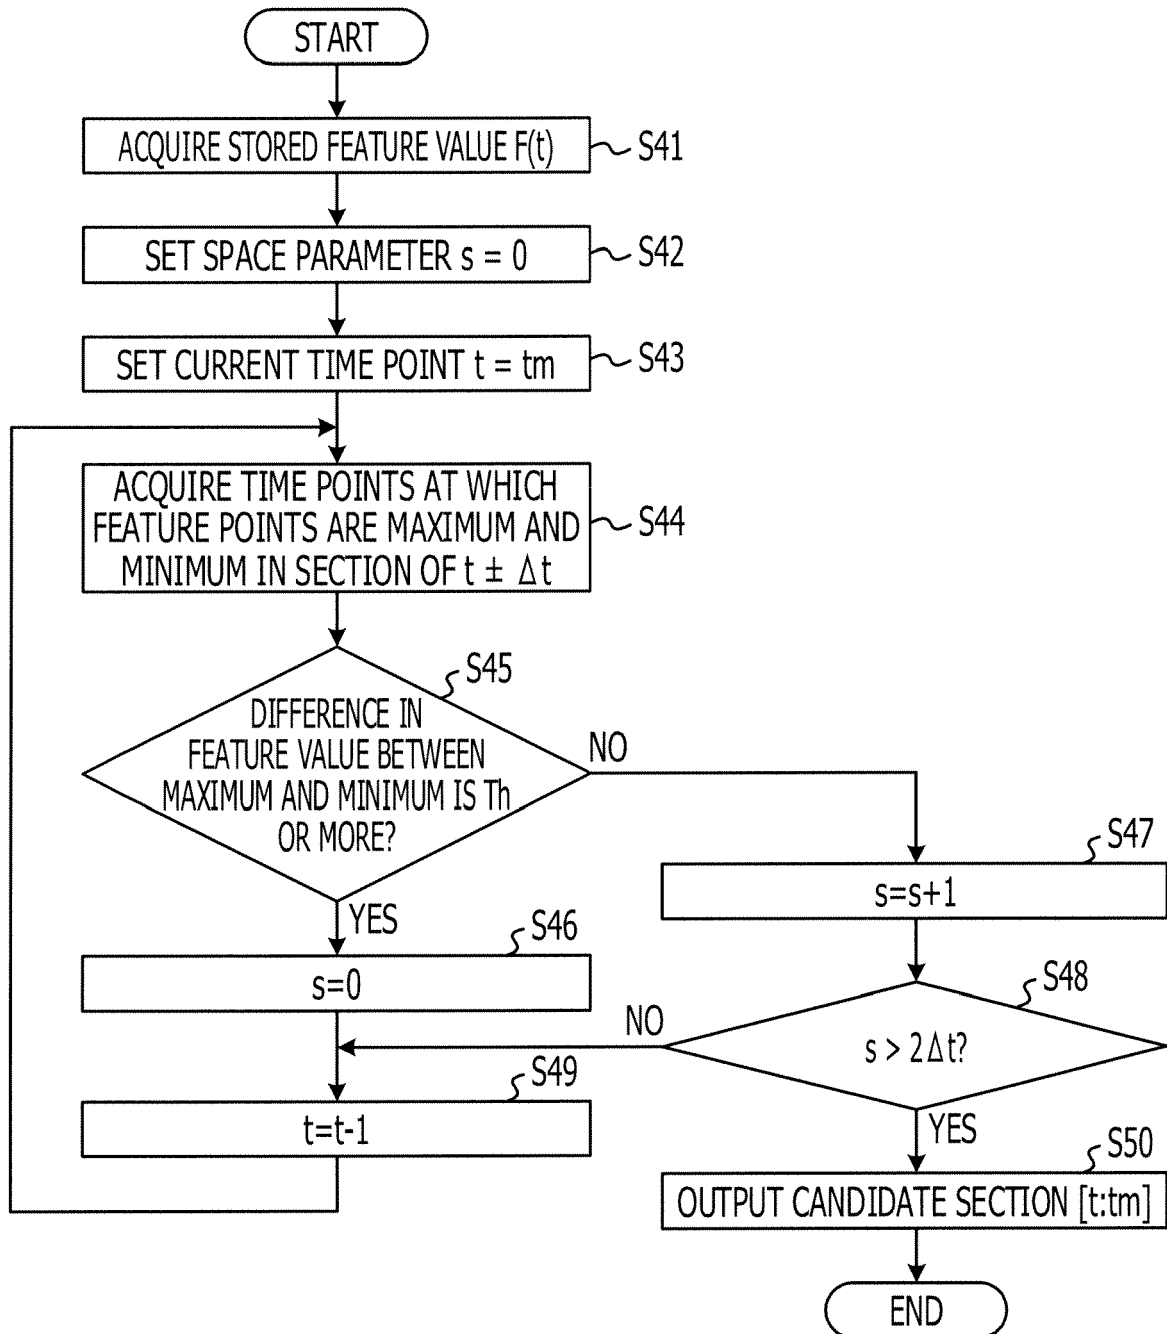 START
ACQUIRE STORED FEATURE VALUE F(t)
S41
SET SPACE PARAMETER s = 0
S42
SET CURRENT TIME POINT t = tm
S43
ACQUIRE TIME POINTS AT WHICH
FEATURE POINTS ARE MAXIMUM AND
MINIMUM IN SECTION OF t ± Δt
S44
S45
DIFFERENCE IN
FEATURE VALUE BETWEEN
MAXIMUM AND MINIMUM IS Th
OR MORE?
NO
YES
S47
s=s+1
S46
s=0
S48
s > 2Δt?
NO
YES
S49
t=t-1
S50
OUTPUT CANDIDATE SECTION [t:tm]
END